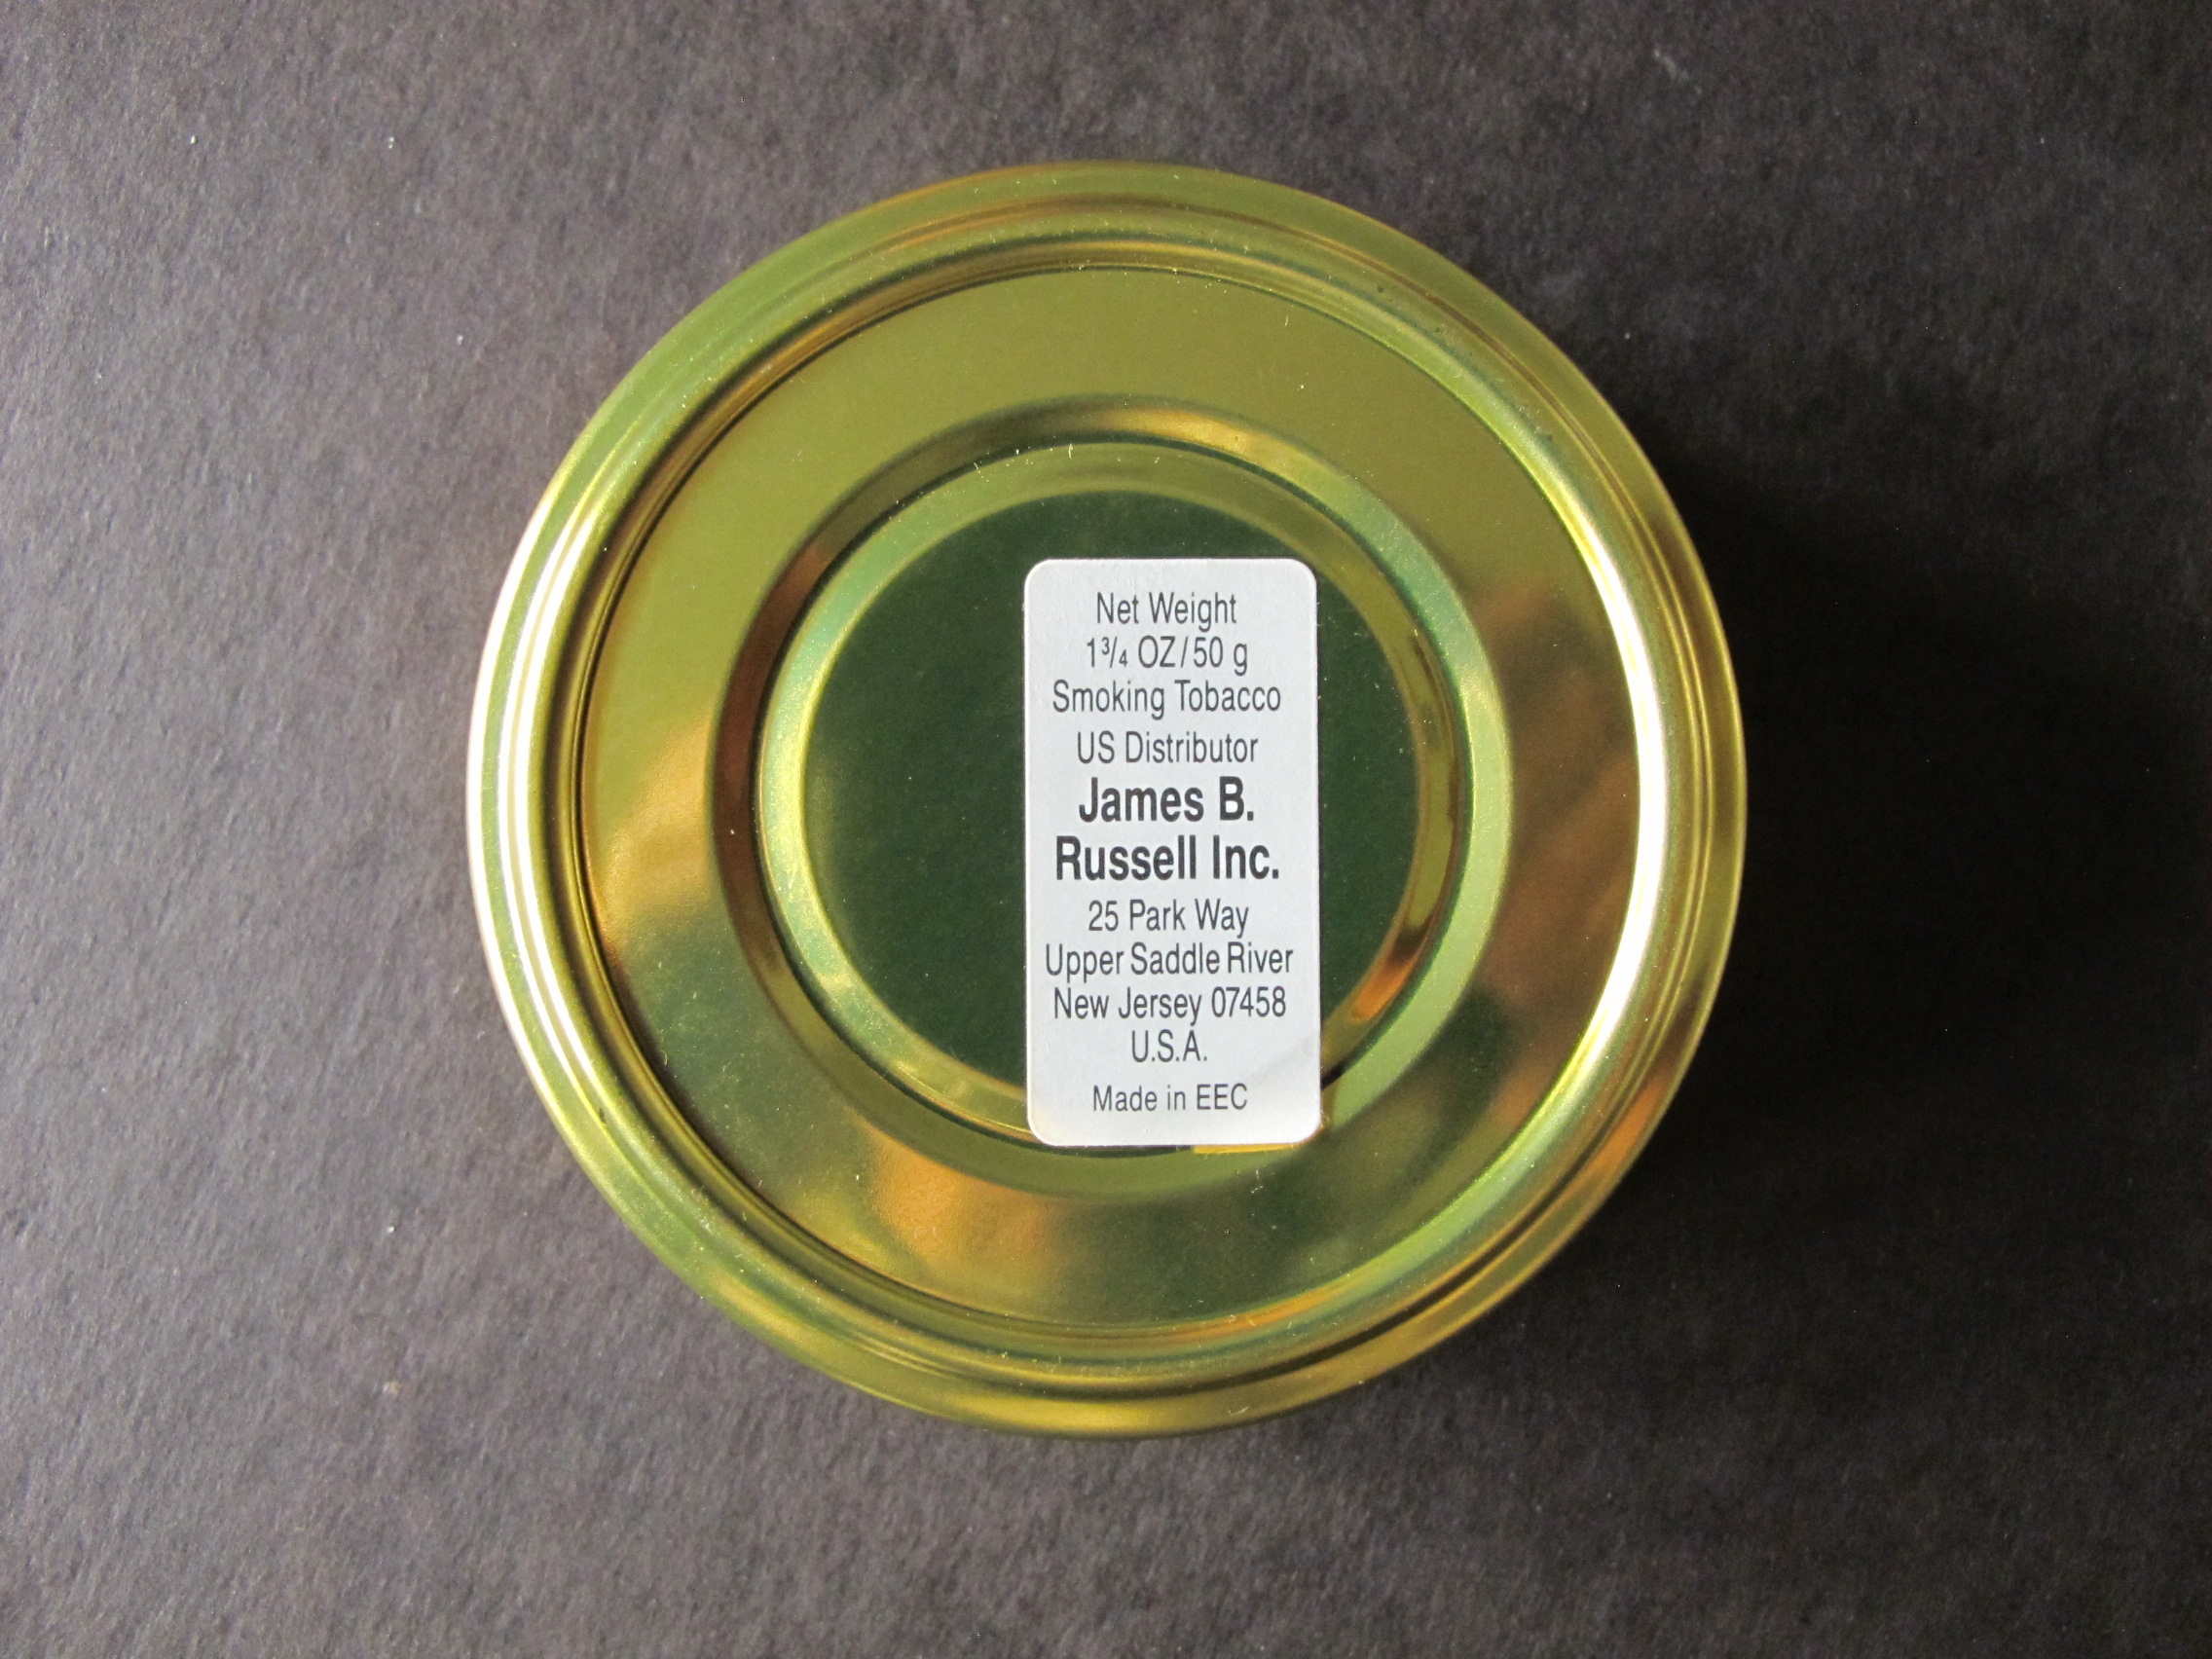 Net Weight
1¾ OZ/50 g
Smoking Tobacco
US Distributor
James B.
Russell Inc.
25 Park Way
Upper Saddle River
New Jersey 07458
U.S.A.
Made in EEC